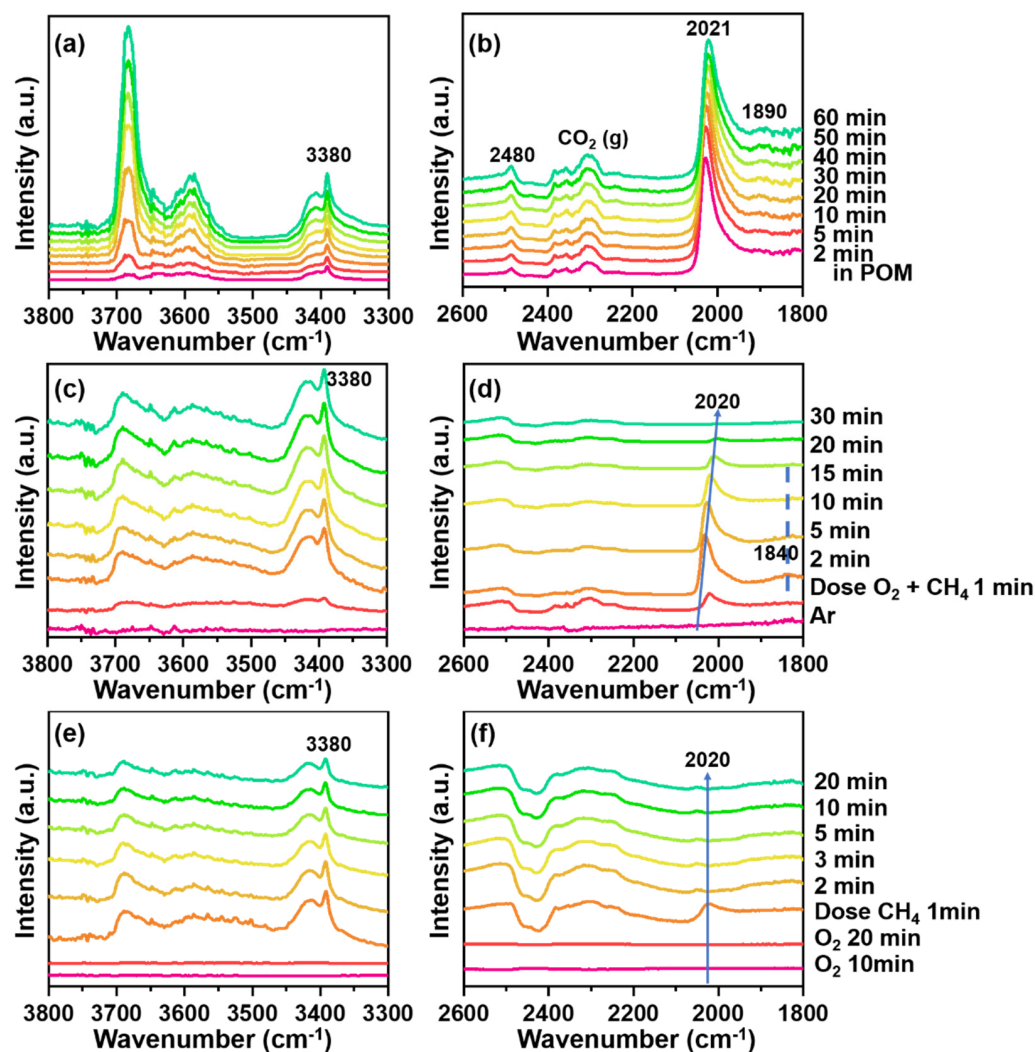 (a)
3380
Intensity (a.u.)
3800 3700 3600 3500 3400 3300
Wavenumber (cm⁻¹)
(b)
2021
1890
CO₂ (g)
2480
60 min
50 min
40 min
30 min
20 min
10 min
5 min
2 min
in POM
Intensity (a.u.)
2600 2400 2200 2000 1800
Wavenumber (cm⁻¹)
(c)
3380
Intensity (a.u.)
3800 3700 3600 3500 3400 3300
Wavenumber (cm⁻¹)
(d)
2020
1840
30 min
20 min
15 min
10 min
5 min
2 min
Dose O₂ + CH₄ 1 min
Ar
Intensity (a.u.)
2600 2400 2200 2000 1800
Wavenumber (cm⁻¹)
(e)
3380
Intensity (a.u.)
3800 3700 3600 3500 3400 3300
Wavenumber (cm⁻¹)
(f)
2020
20 min
10 min
5 min
3 min
2 min
Dose CH₄ 1min
O₂ 20 min
O₂ 10min
Intensity (a.u.)
2600 2400 2200 2000 1800
Wavenumber (cm⁻¹)